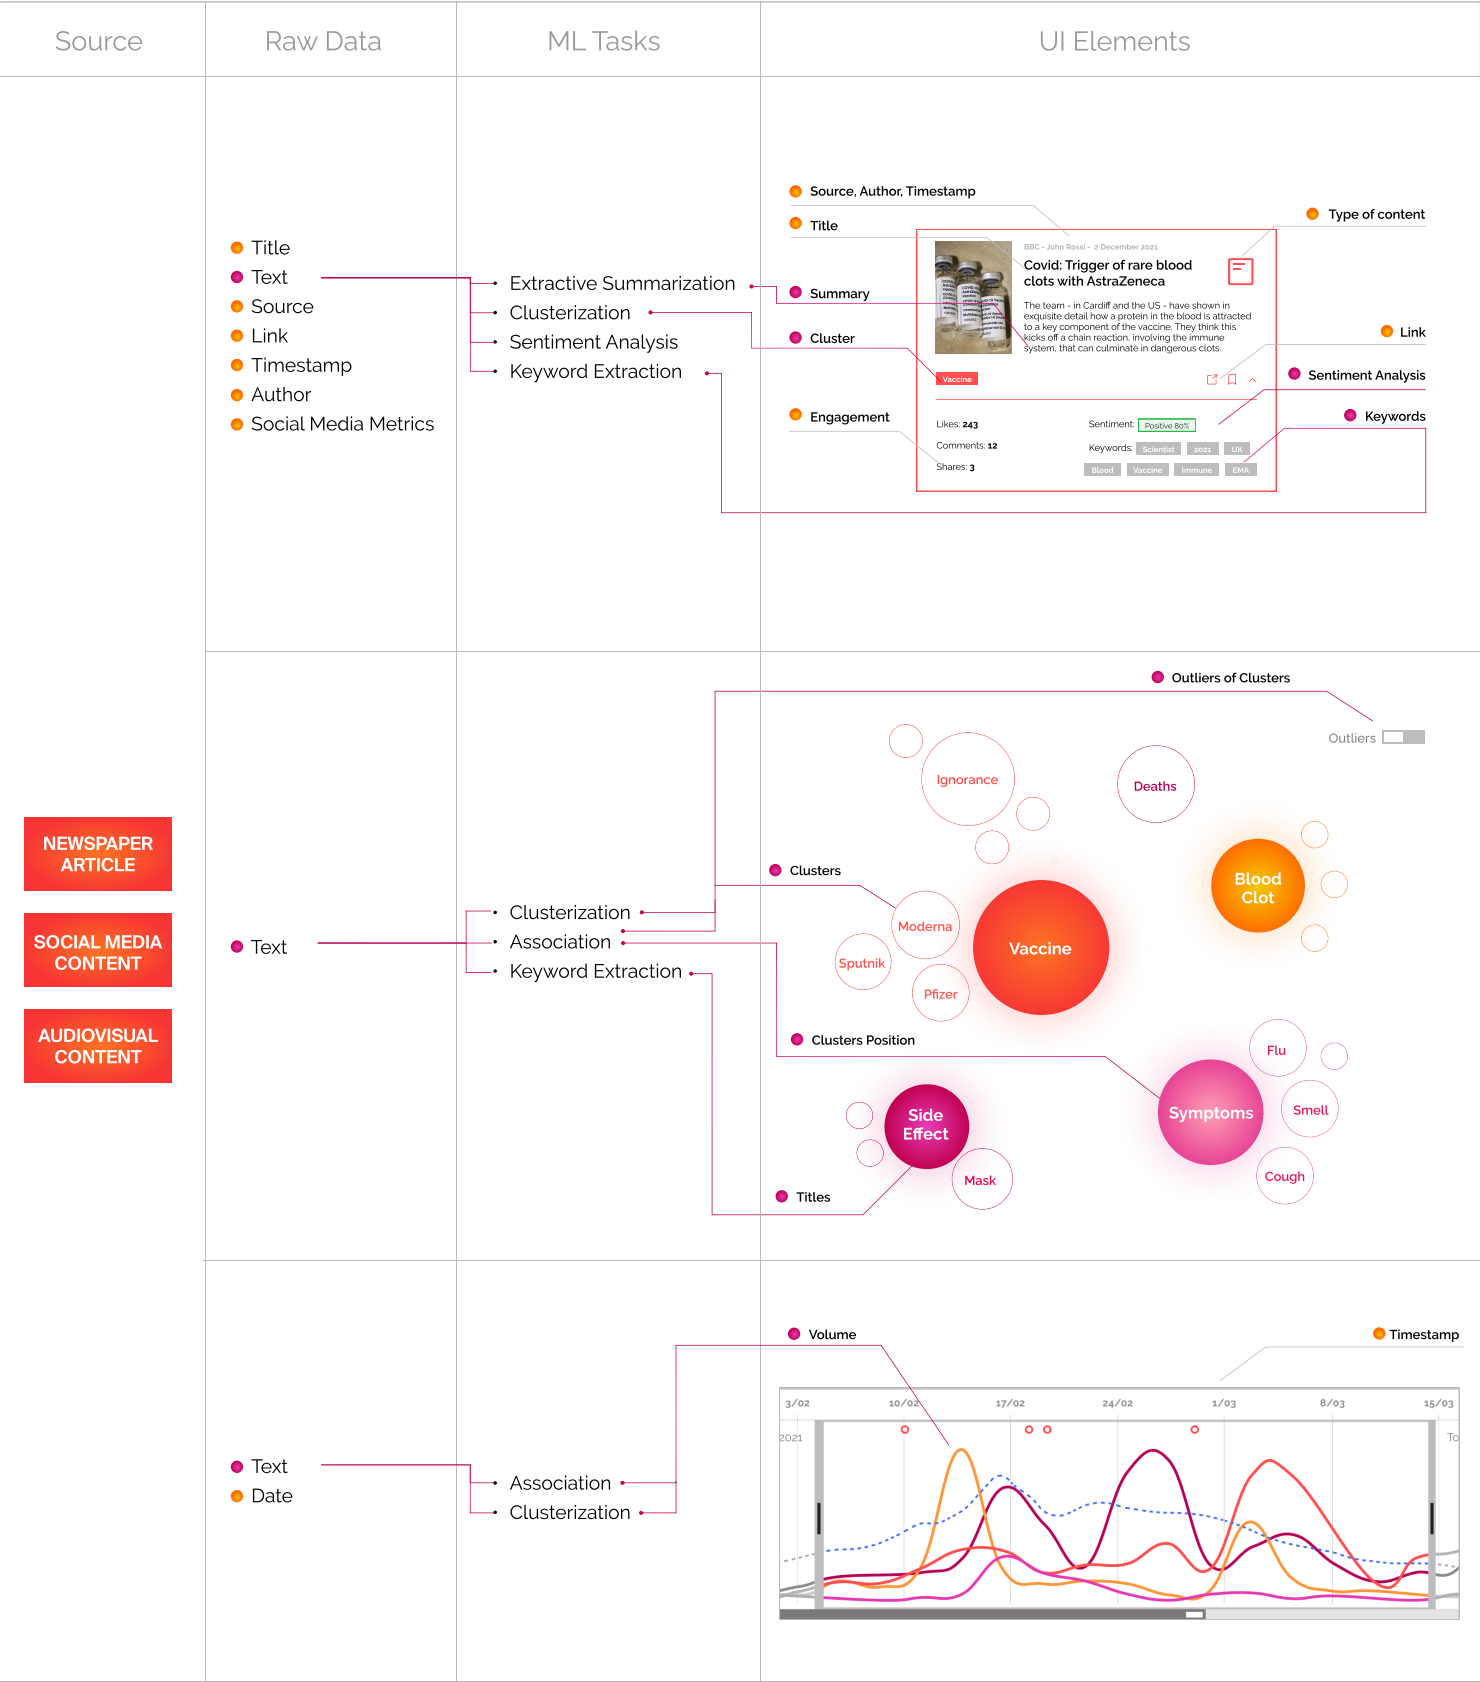 Source
Raw Data
ML Tasks
UI Elements
NEWSPAPER
ARTICLE
SOCIAL MEDIA
CONTENT
AUDIOVISUAL
CONTENT
Title
Text
Source
Link
Timestamp
Author
Social Media Metrics
Extractive Summarization
Clusterization
Sentiment Analysis
Keyword Extraction
Source, Author, Timestamp
Title
Summary
Cluster
Engagement
Type of content
Link
Sentiment Analysis
Keywords
BBC - John Rossi - 2 December 2021
Covid: Trigger of rare blood
clots with AstraZeneca
The team - in Cardiff and the US - have shown in
exquisite detail how a protein in the blood is attracted
to a key component of the vaccine. They think this
kicks off a chain reaction, involving the immune
system, that can culminate in dangerous clots.
Vaccine
Likes: 243
Comments: 12
Shares: 3
Sentiment: Positive 80%
Keywords: Scientist 2021 UK
Blood Vaccine Immune EMA
Text
Clusterization
Association
Keyword Extraction
Outliers of Clusters
Outliers
Clusters
Clusters Position
Titles
Ignorance
Deaths
Blood
Clot
Moderna
Sputnik
Pfizer
Vaccine
Flu
Symptoms
Smell
Cough
Side
Effect
Mask
Text
Date
Association
Clusterization
Volume
Timestamp
3/02 10/02 17/02 24/02 1/03 8/03 15/03
2021
To